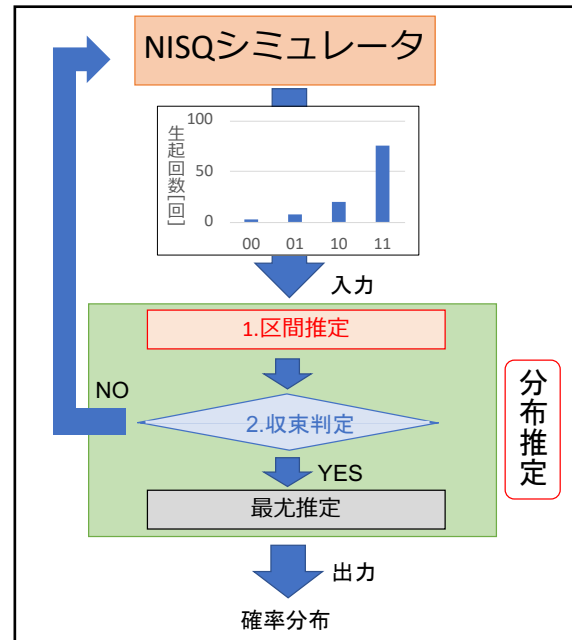 NISQシミュレータ
生起回数[回]
100
50
0
00 01 10 11
入力
1.区間推定
NO
2.収束判定
YES
最尤推定
分布推定
出力
確率分布